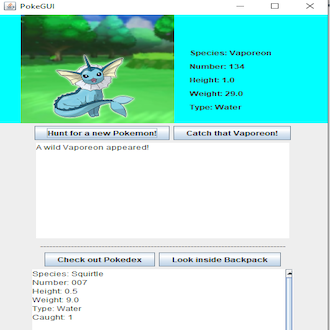 PokeGUI
Species: Vaporeon
Number: 134
Height: 1.0
Weight: 29.0
Type: Water
Hunt for a new Pokemon!
Catch that Vaporeon!
A wild Vaporeon appeared!
Check out Pokedex
Look inside Backpack
Species: Squirtle
Number: 007
Height: 0.5
Weight: 9.0
Type: Water
Caught: 1